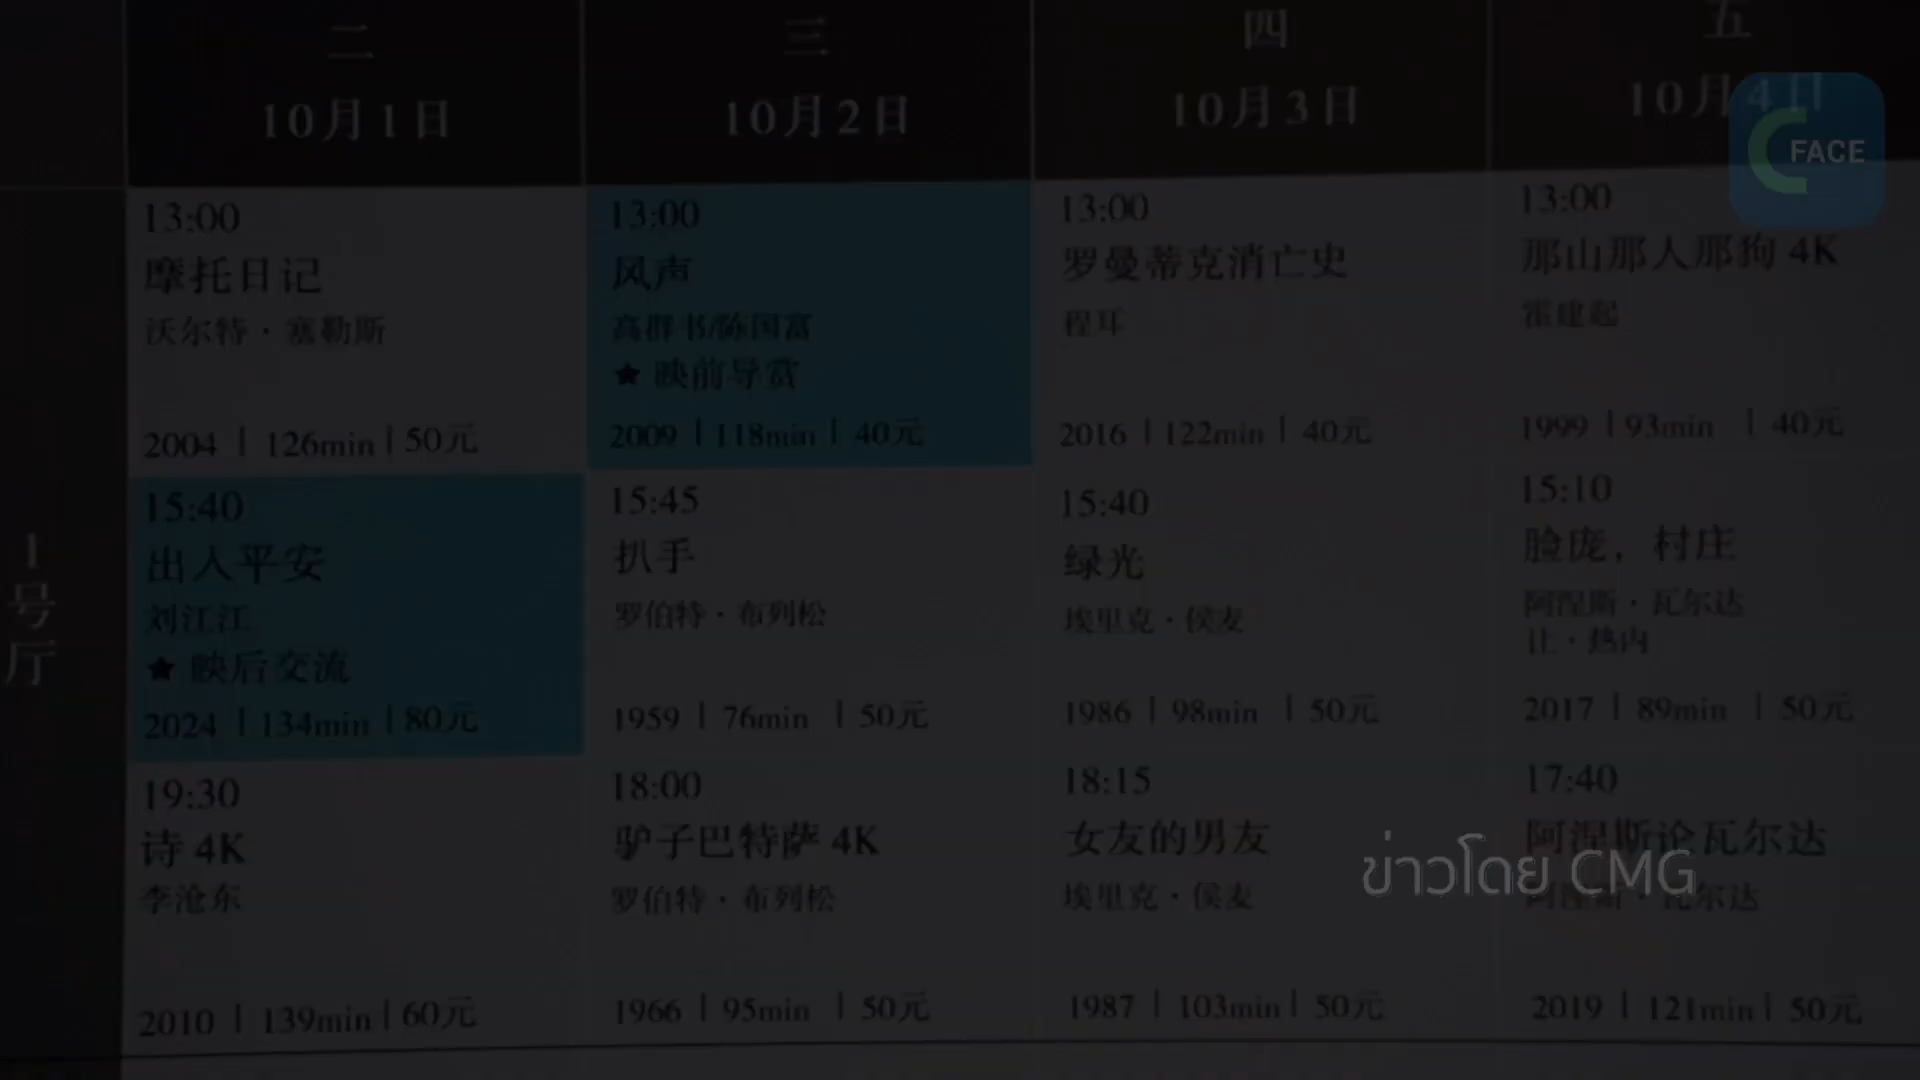 二
10月1日
三
10月2日
四
10月3日
五
10月4日
FACE
1号厅
13:00
摩托日记
沃尔特·塞勒斯
2004 | 126min | 50元
13:00
风声
高群书/陈国富
★ 映前导赏
2009 | 118min | 40元
13:00
罗曼蒂克消亡史
程耳
2016 | 122min | 40元
13:00
那山那人那狗 4K
霍建起
1999 | 93min | 40元
15:40
出入平安
刘江江
★ 映后交流
2024 | 134min | 80元
15:45
扒手
罗伯特·布列松
1959 | 76min | 50元
15:40
绿光
埃里克·侯麦
1986 | 98min | 50元
15:10
脸庞，村庄
阿涅斯·瓦尔达
让·热内
2017 | 89min | 50元
19:30
诗 4K
李沧东
2010 | 139min | 60元
18:00
驴子巴特萨 4K
罗伯特·布列松
1966 | 95min | 50元
18:15
女友的男友
埃里克·侯麦
1987 | 103min | 50元
17:40
阿涅斯论瓦尔达
阿涅斯·瓦尔达
2019 | 121min | 50元
ข่าวโดย CMG